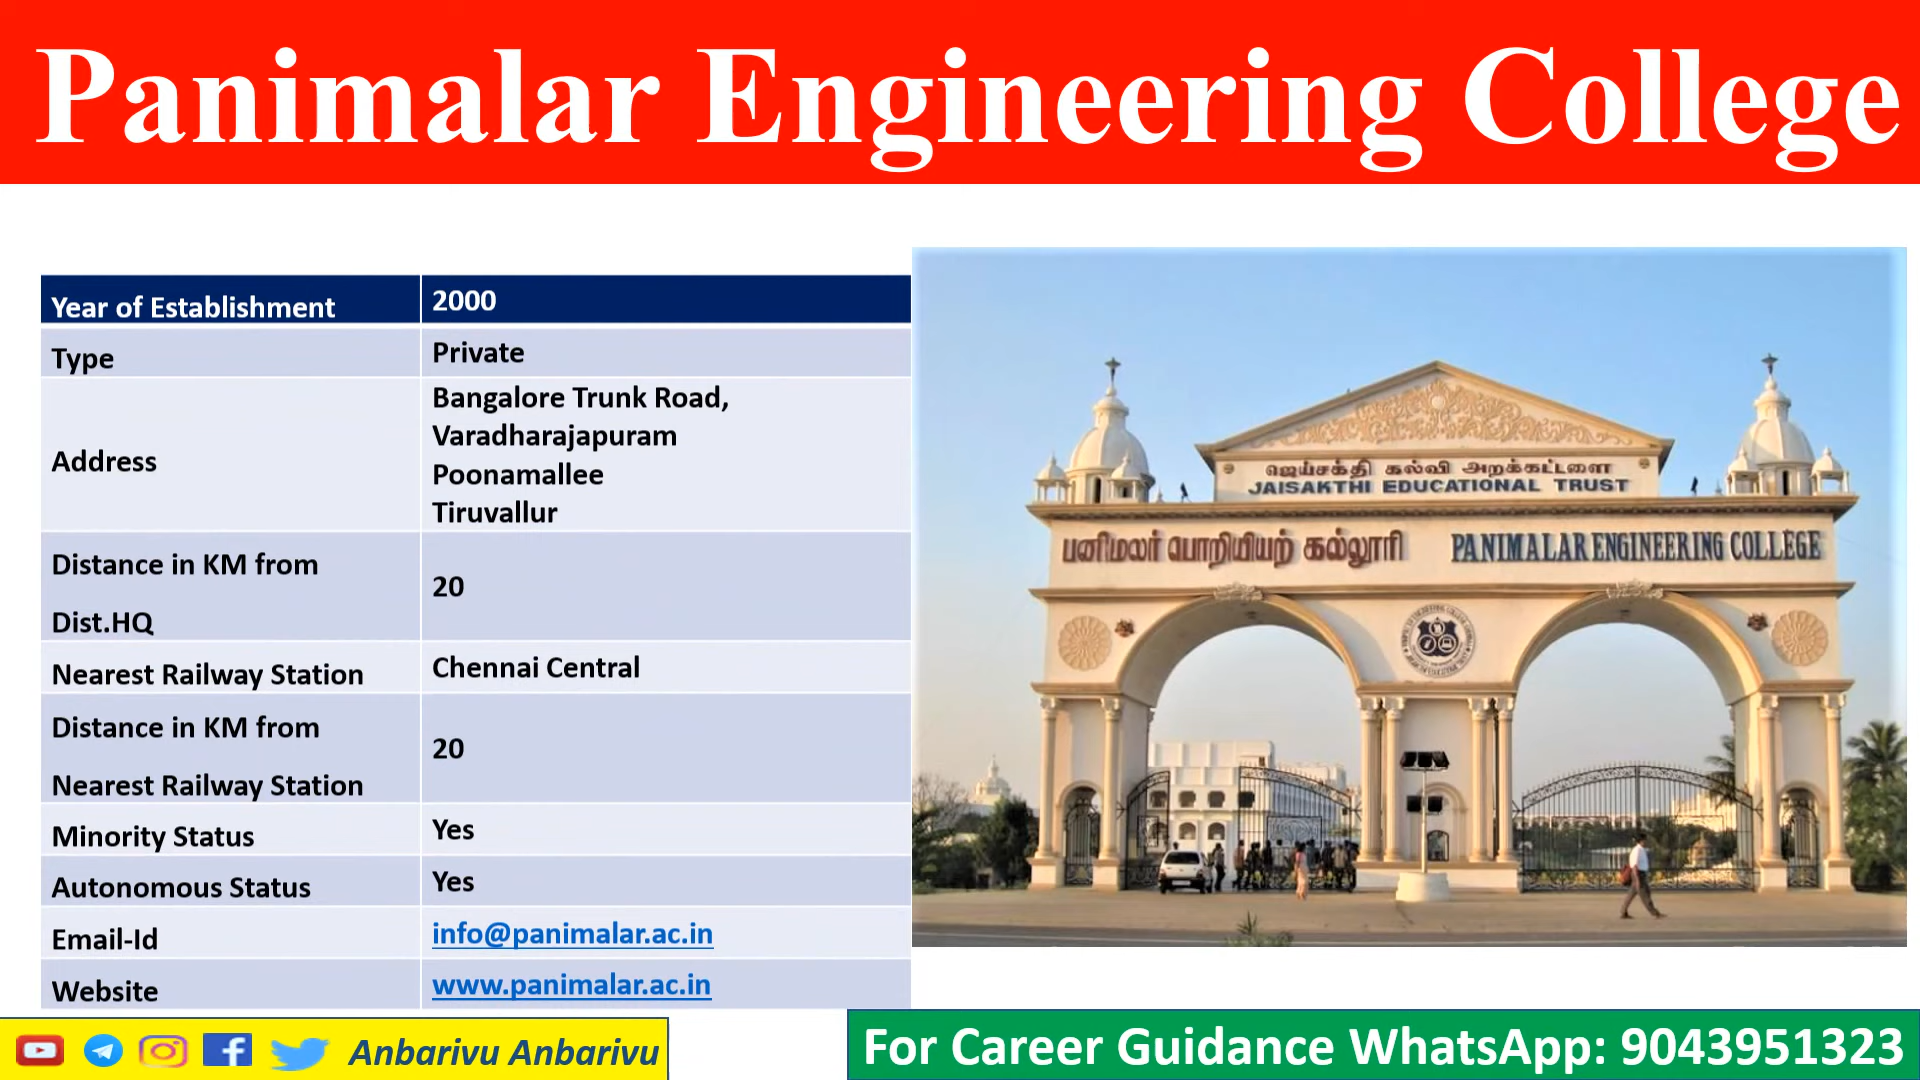 Panimalar Engineering College
Year of Establishment
2000
Type
Private
Address
Bangalore Trunk Road,
Varadharajapuram
Poonamallee
Tiruvallur
Distance in KM from
Dist.HQ
20
Nearest Railway Station
Chennai Central
Distance in KM from
Nearest Railway Station
20
Minority Status
Yes
Autonomous Status
Yes
Email-Id
info@panimalar.ac.in
Website
www.panimalar.ac.in
ஜெய்சக்தி கல்வி அறக்கட்டளை
JAISAKTHI EDUCATIONAL TRUST
பனிமலர் பொறியியற் கல்லூரி
PANIMALAR ENGINEERING COLLEGE
Anbarivu Anbarivu
For Career Guidance WhatsApp: 9043951323